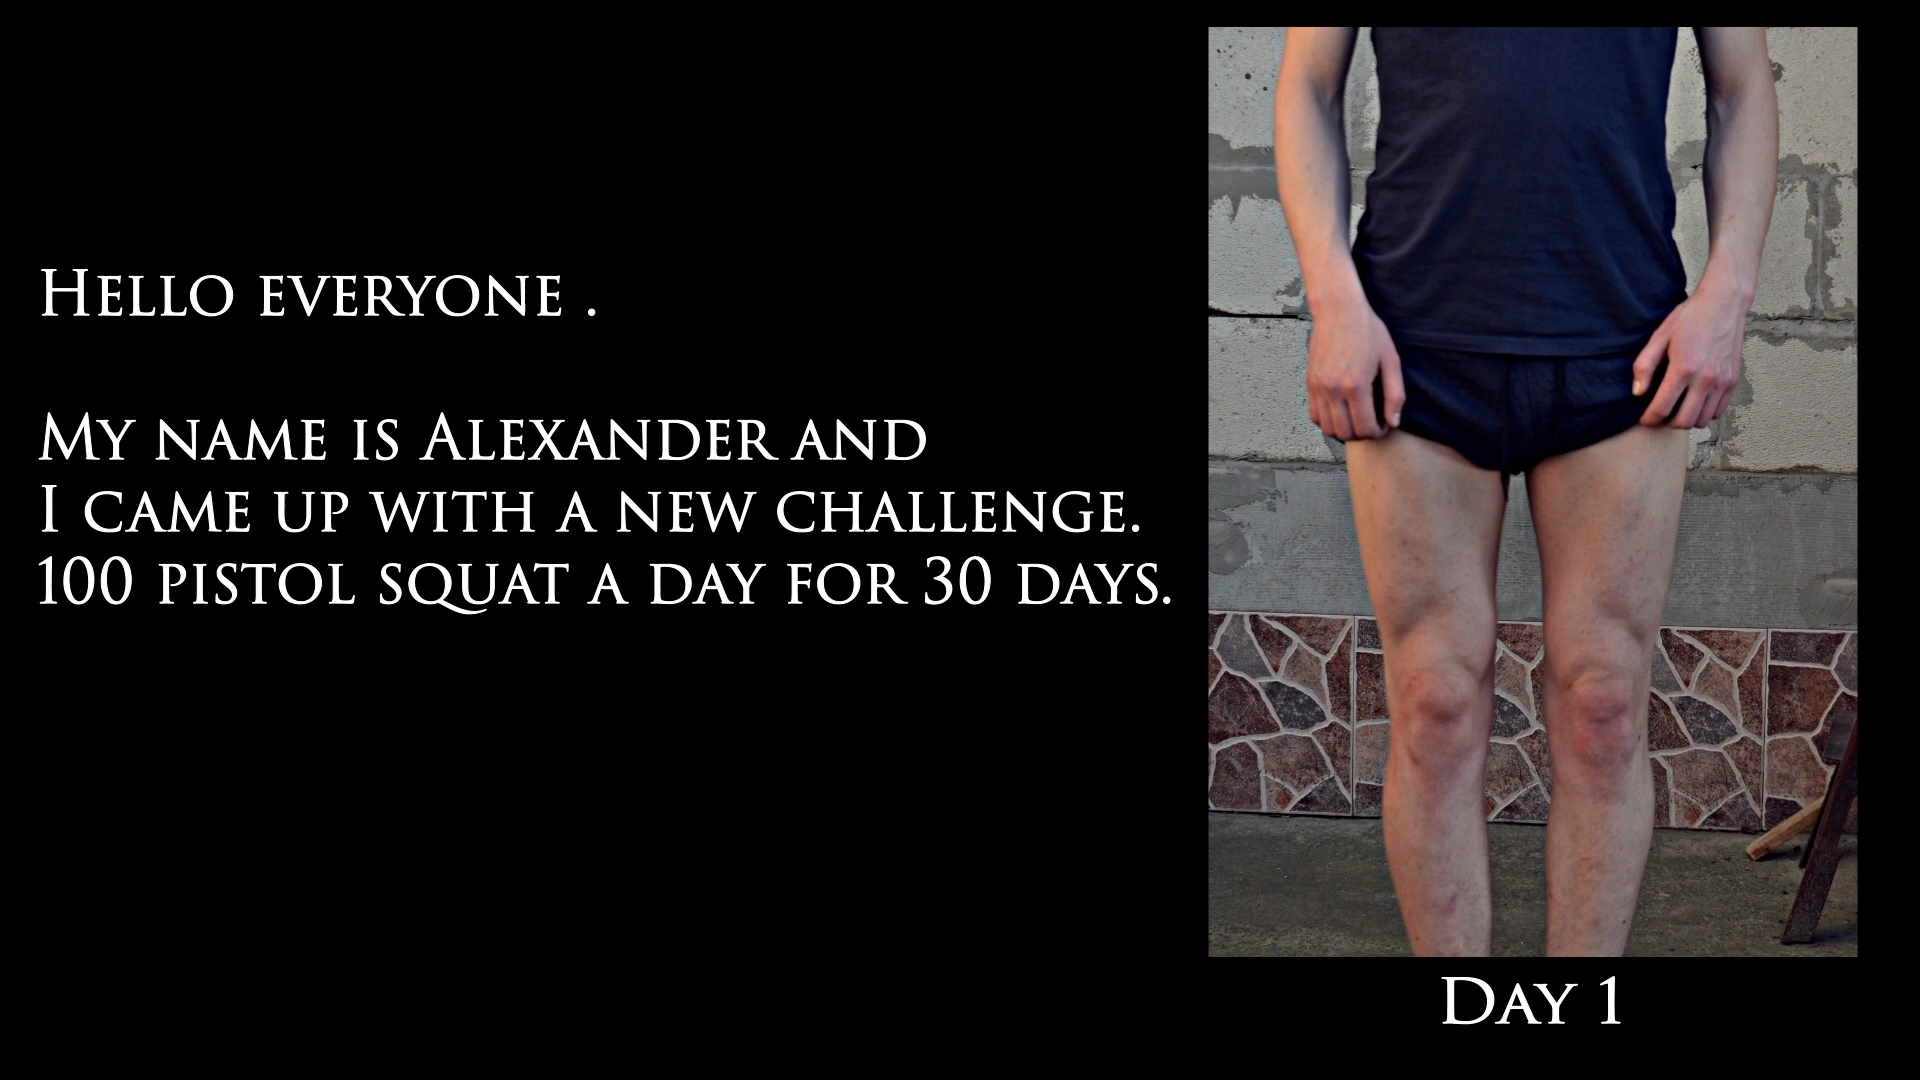 Hello everyone .
My name is Alexander and
I came up with a new challenge.
100 pistol squat a day for 30 days.
Day 1